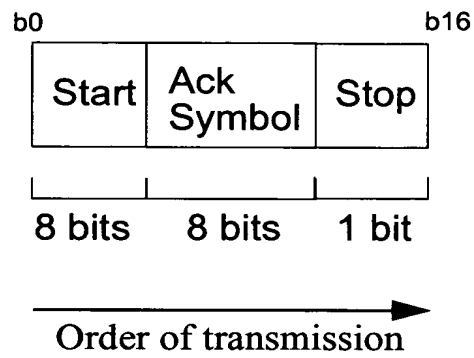 b0 b16
Start Ack Symbol Stop
8 bits 8 bits 1 bit
Order of transmission